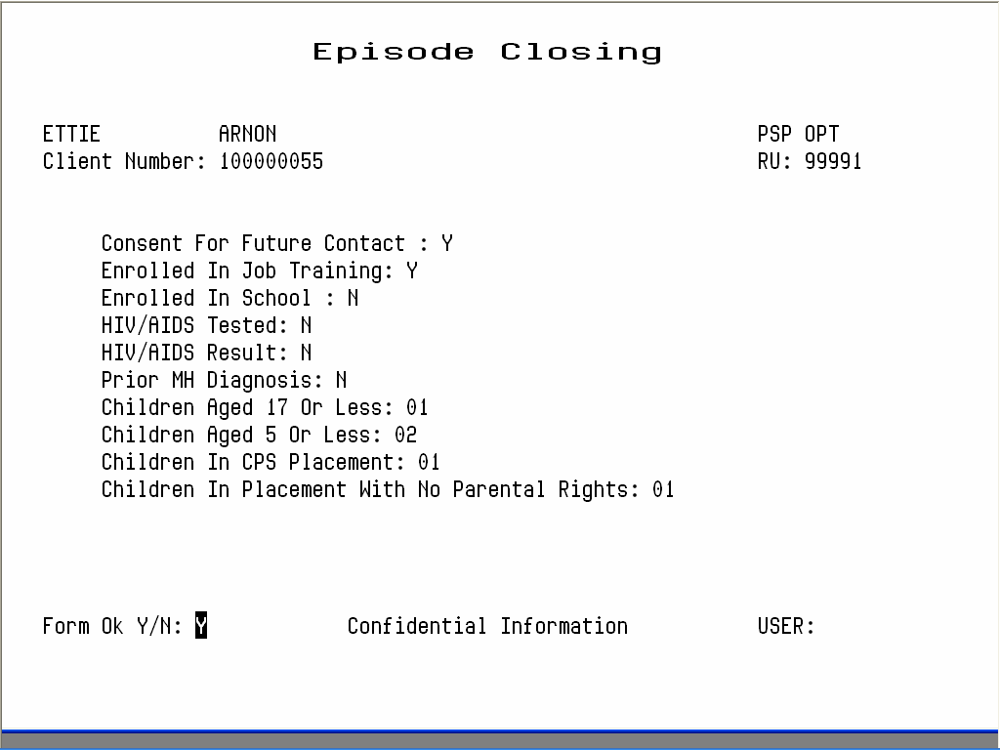 Episode Closing
ETTIE ARNON PSP OPT
Client Number: 100000055 RU: 99991
Consent For Future Contact : Y
Enrolled In Job Training: Y
Enrolled In School : N
HIV/AIDS Tested: N
HIV/AIDS Result: N
Prior MH Diagnosis: N
Children Aged 17 Or Less: 01
Children Aged 5 Or Less: 02
Children In CPS Placement: 01
Children In Placement With No Parental Rights: 01
Form Ok Y/N: Y Confidential Information USER: